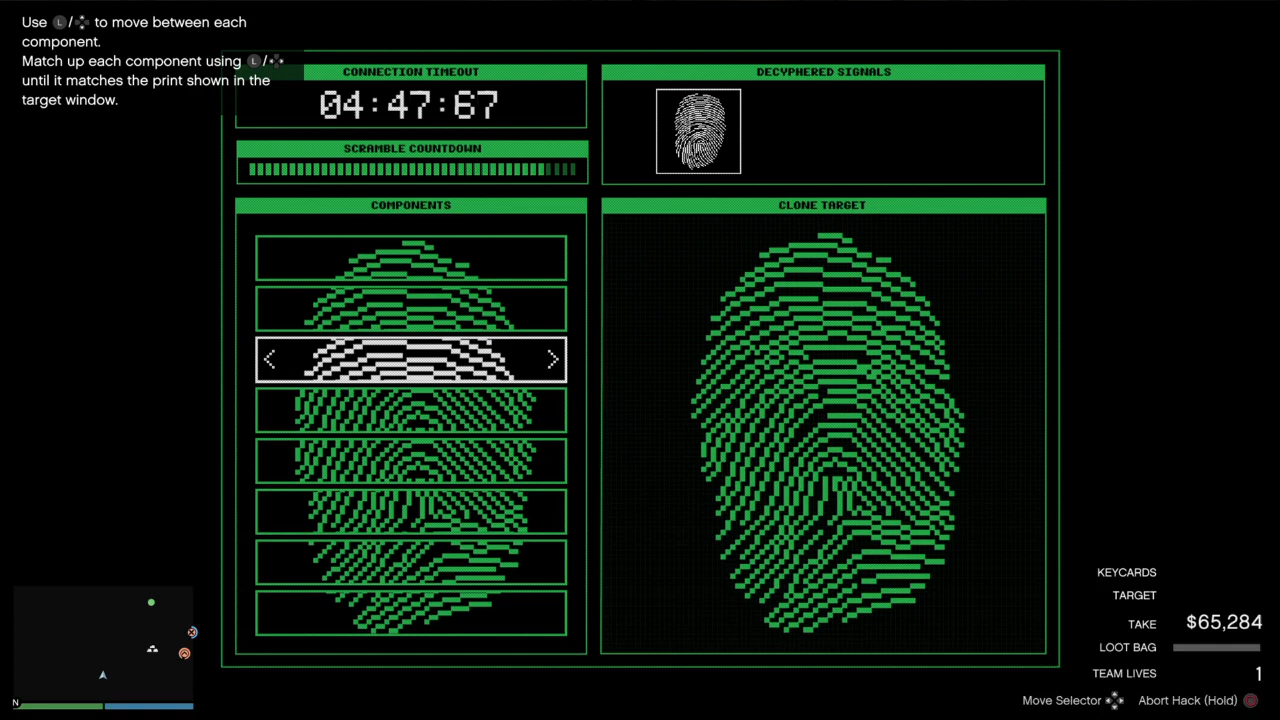 Use L/ to move between each
component.
Match up each component using L/
until it matches the print shown in the
target window.
CONNECTION TIMEOUT
04:47:67
SCRAMBLE COUNTDOWN
COMPONENTS
DECYPHERED SIGNALS
CLONE TARGET
KEYCARDS
TARGET
TAKE $65,284
LOOT BAG
TEAM LIVES 1
Move Selector Abort Hack (Hold)
N